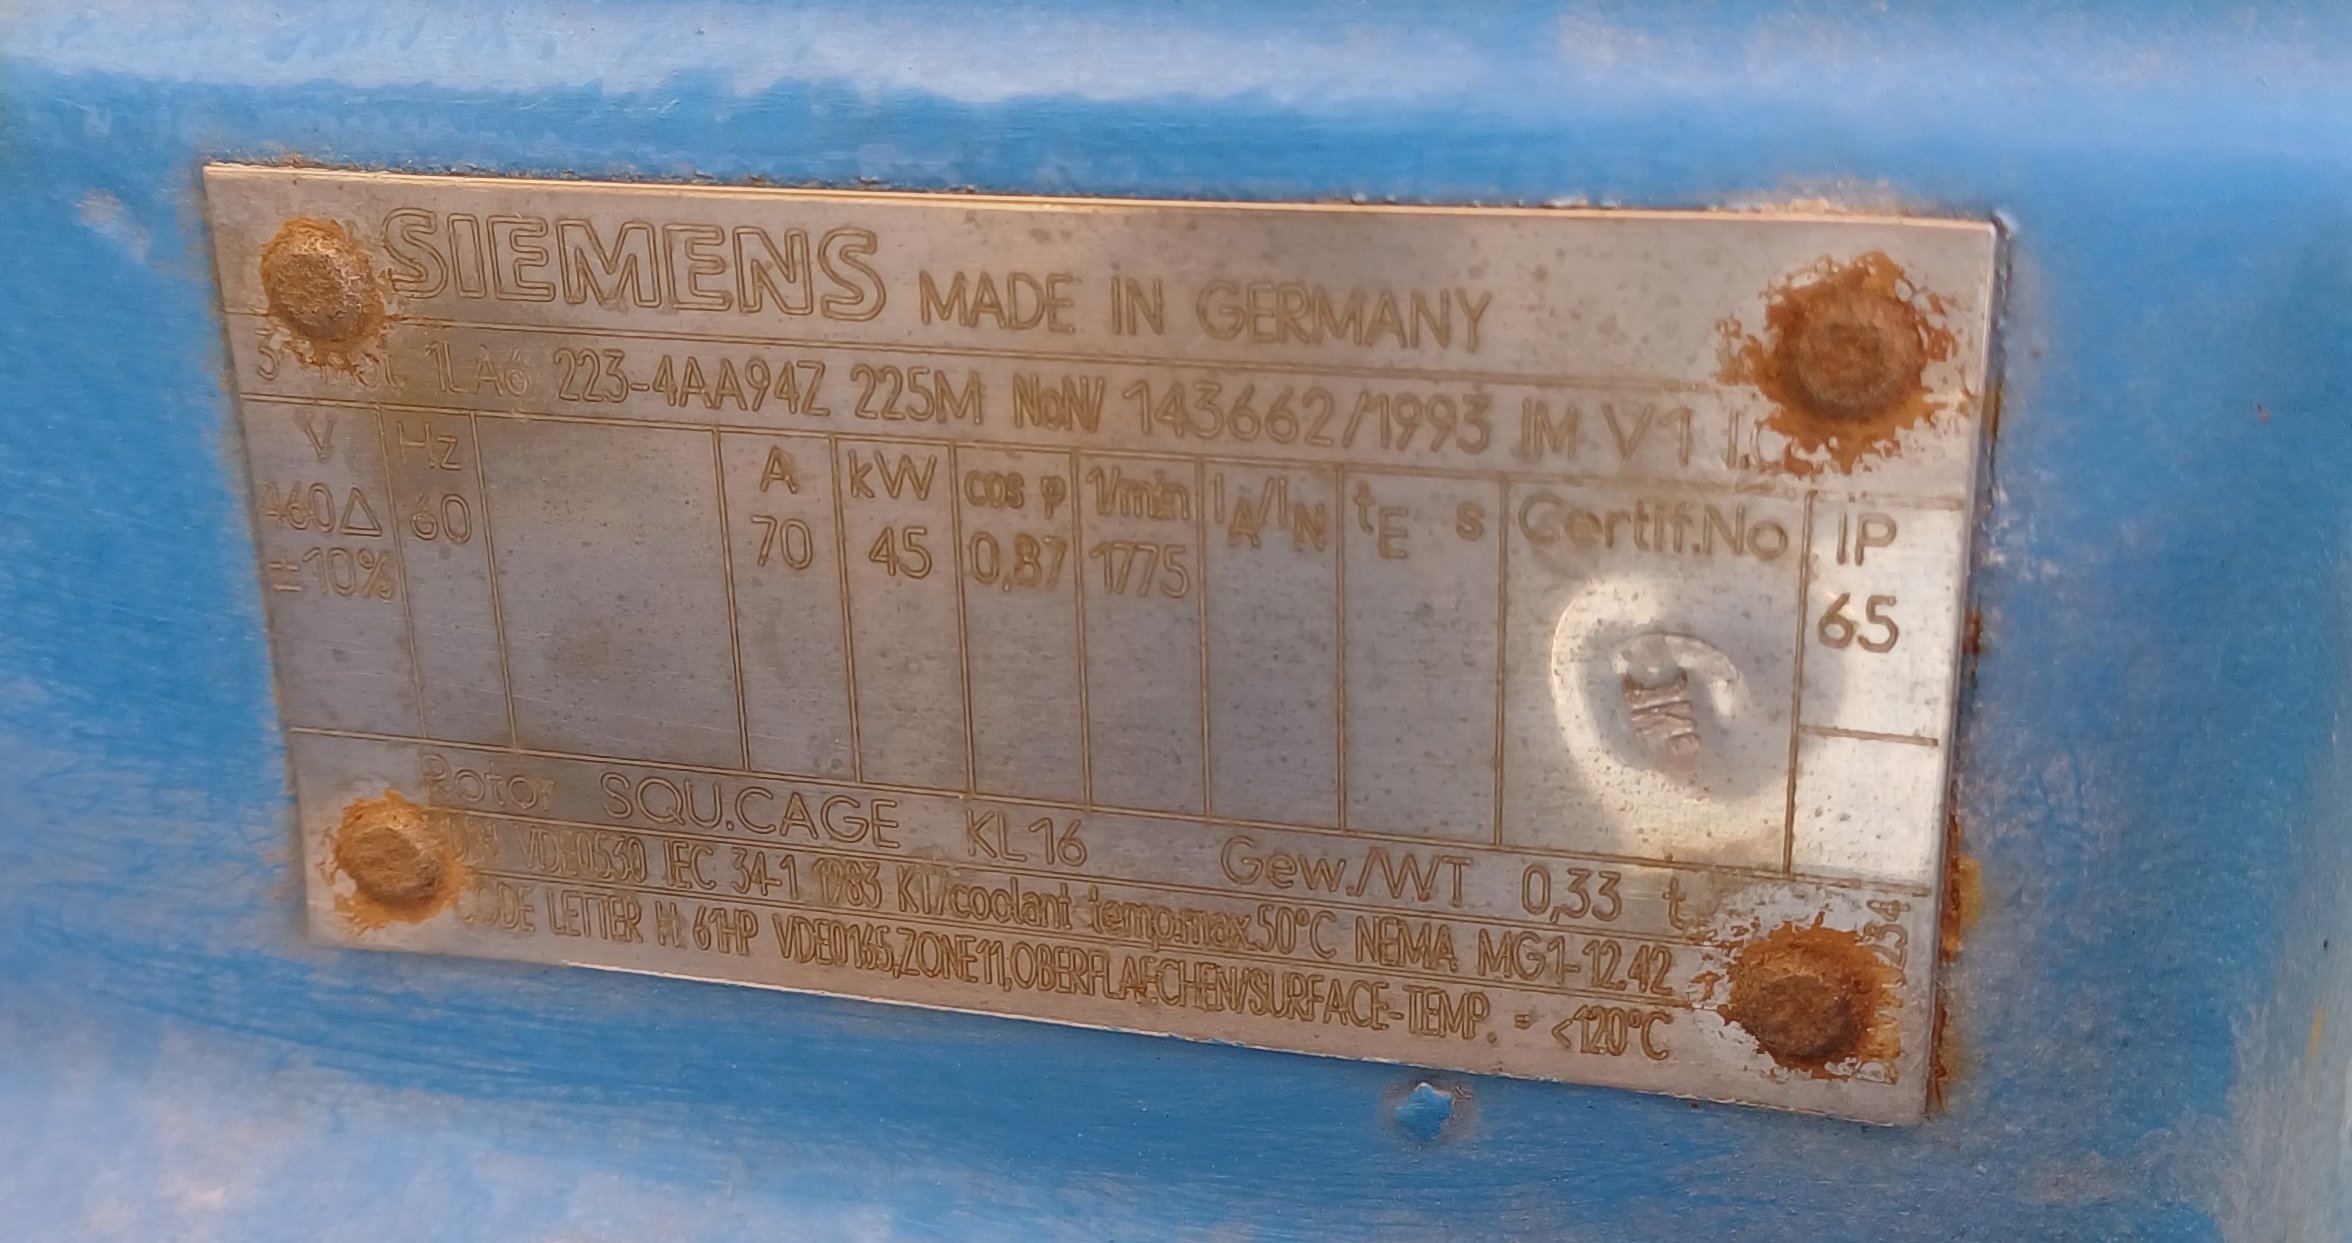 SIEMENS MADE IN GERMANY
1LA6 223-4AA94Z 225M No N 143662/1993 IM V1
V Hz A kW cos φ 1/min IA/IN tE s Certif.No IP
460Δ 60 70 45 0,87 1775 65
±10%
Rotor SQU.CAGE KL16 Gew./WT 0,33 t
VDE0530 IEC 34-1 1983 Kl/coolant temp.max.50°C NEMA MG1-12.42
CODE LETTER H. 61HP VDE0165,ZONE11,OBERFLAECHEN/SURFACE-TEMP. = <120°C